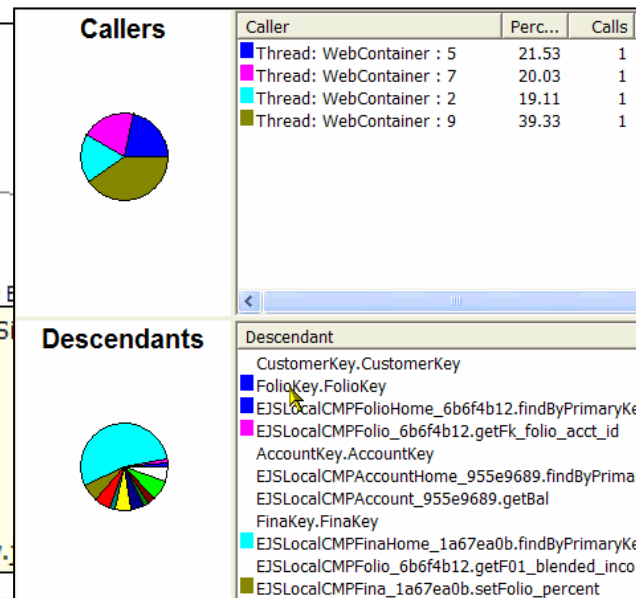 Callers
Caller Perc... Calls
Thread: WebContainer : 5 21.53 1
Thread: WebContainer : 7 20.03 1
Thread: WebContainer : 2 19.11 1
Thread: WebContainer : 9 39.33 1
Descendants
Descendant
CustomerKey.CustomerKey
FolioKey.FolioKey
EJSLocalCMPFolioHome_6b6f4b12.findByPrimaryKe
EJSLocalCMPFolio_6b6f4b12.getFk_folio_acct_id
AccountKey.AccountKey
EJSLocalCMPAccountHome_955e9689.findByPrima
EJSLocalCMPAccount_955e9689.getBal
FinaKey.FinaKey
EJSLocalCMPFinaHome_1a67ea0b.findByPrimaryKe
EJSLocalCMPFolio_6b6f4b12.getF01_blended_inco
EJSLocalCMPFina_1a67ea0b.setFolio_percent